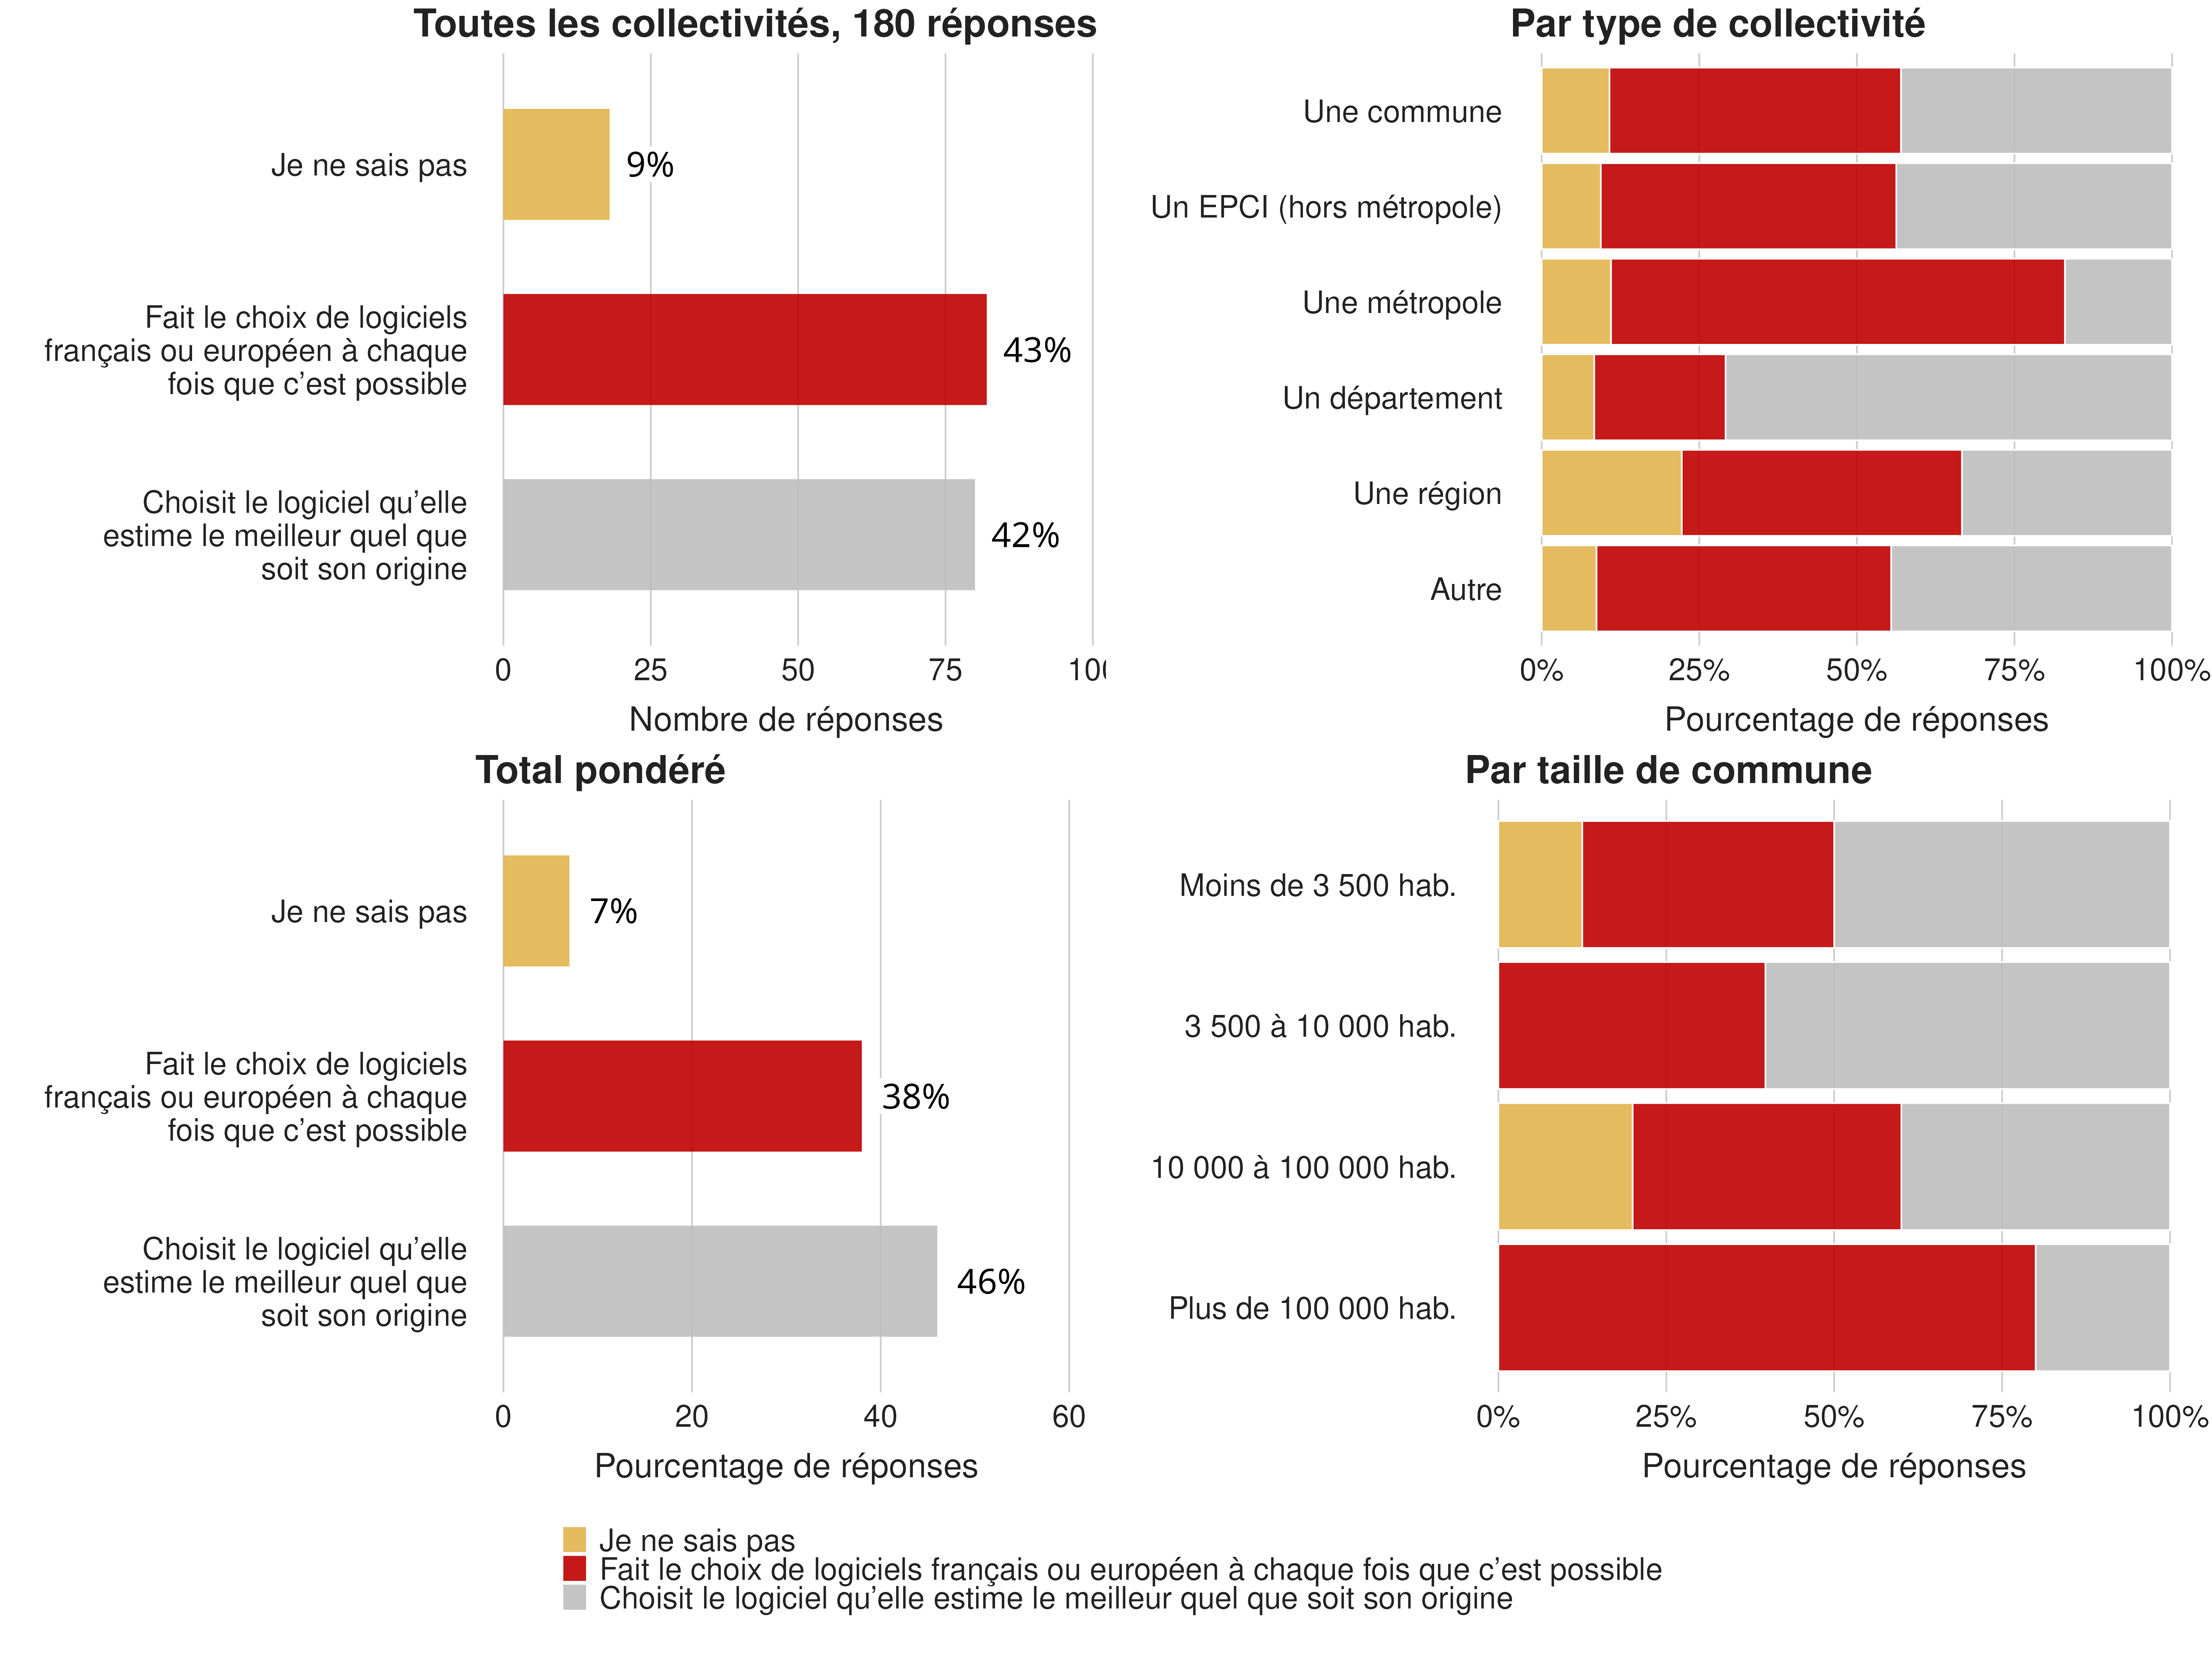 Toutes les collectivités, 180 réponses
Je ne sais pas
9%
Fait le choix de logiciels
français ou européen à chaque
fois que c’est possible
43%
Choisit le logiciel qu’elle
estime le meilleur quel que
soit son origine
42%
0 25 50 75 100
Nombre de réponses
Par type de collectivité
Une commune
Un EPCI (hors métropole)
Une métropole
Un département
Une région
Autre
0% 25% 50% 75% 100%
Pourcentage de réponses
Total pondéré
Je ne sais pas
7%
Fait le choix de logiciels
français ou européen à chaque
fois que c’est possible
38%
Choisit le logiciel qu’elle
estime le meilleur quel que
soit son origine
46%
0 20 40 60
Pourcentage de réponses
Par taille de commune
Moins de 3 500 hab.
3 500 à 10 000 hab.
10 000 à 100 000 hab.
Plus de 100 000 hab.
0% 25% 50% 75% 100%
Pourcentage de réponses
Je ne sais pas
Fait le choix de logiciels français ou européen à chaque fois que c’est possible
Choisit le logiciel qu’elle estime le meilleur quel que soit son origine